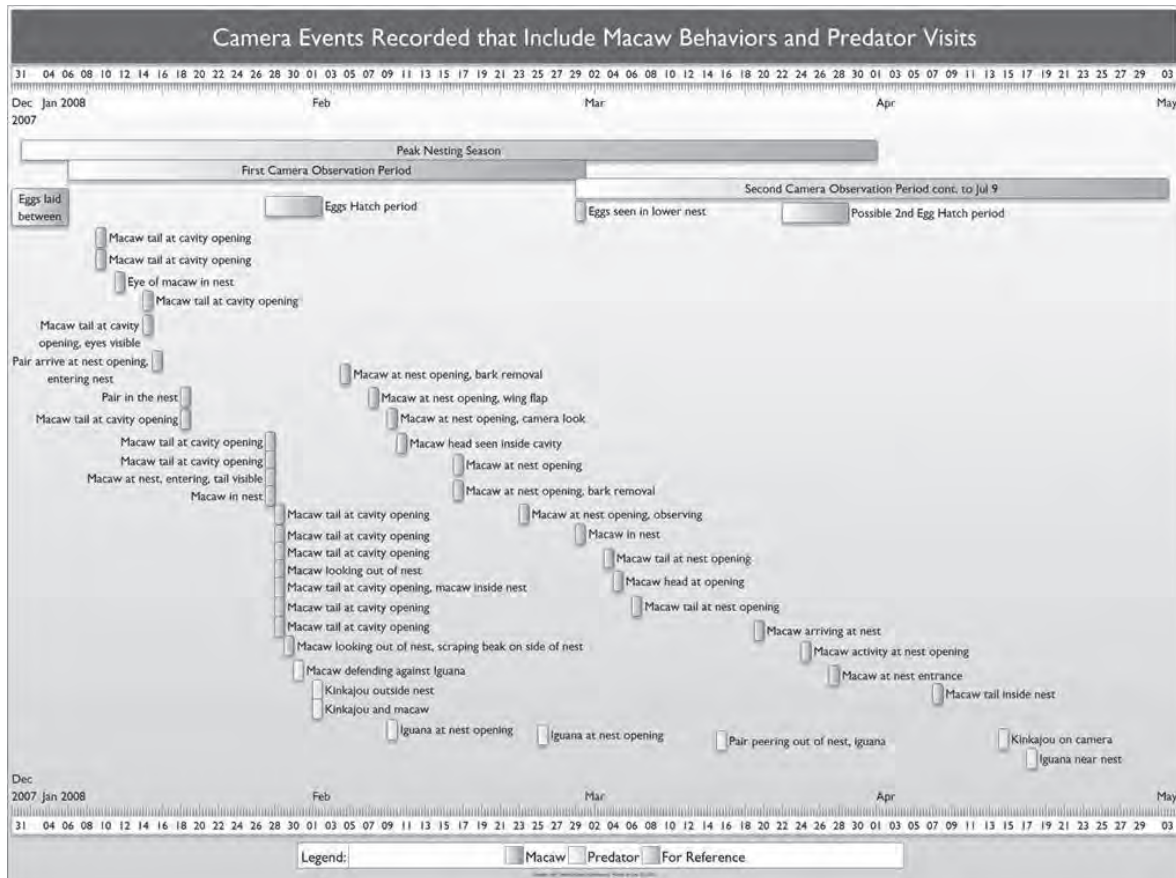 Camera Events Recorded that Include Macaw Behaviors and Predator Visits
31 04 06 08 10 12 14 16 18 20 22 24 26 28 30 01 03 05 07 09 11 13 15 17 19 21 23 25 27 29 02 04 06 08 10 12 14 16 18 20 22 24 26 28 30 01 03 05 07 09 11 13 15 17 19 21 23 25 27 29 03
Dec Jan 2008 Feb Mar Apr May
2007
Peak Nesting Season
First Camera Observation Period
Second Camera Observation Period cont. to Jul 9
Eggs laid
between
Eggs Hatch period
Eggs seen in lower nest
Possible 2nd Egg Hatch period
Macaw tail at cavity opening
Macaw tail at cavity opening
Eye of macaw in nest
Macaw tail at cavity opening
Macaw tail at cavity
opening, eyes visible
Pair arrive at nest opening,
entering nest
Macaw at nest opening, bark removal
Pair in the nest
Macaw at nest opening, wing flap
Macaw tail at cavity opening
Macaw at nest opening, camera look
Macaw tail at cavity opening
Macaw head seen inside cavity
Macaw tail at cavity opening
Macaw at nest opening
Macaw at nest, entering, tail visible
Macaw in nest
Macaw at nest opening, bark removal
Macaw tail at cavity opening
Macaw at nest opening, observing
Macaw tail at cavity opening
Macaw in nest
Macaw tail at cavity opening
Macaw tail at nest opening
Macaw looking out of nest
Macaw head at opening
Macaw tail at cavity opening, macaw inside nest
Macaw tail at cavity opening
Macaw tail at nest opening
Macaw tail at cavity opening
Macaw arriving at nest
Macaw looking out of nest, scraping beak on side of nest
Macaw activity at nest opening
Macaw defending against Iguana
Macaw at nest entrance
Kinkajou outside nest
Macaw tail inside nest
Kinkajou and macaw
Iguana at nest opening
Iguana at nest opening
Pair peering out of nest, iguana
Kinkajou on camera
Iguana near nest
Dec
2007 Jan 2008 Feb Mar Apr May
31 04 06 08 10 12 14 16 18 20 22 24 26 28 30 01 03 05 07 09 11 13 15 17 19 21 23 25 27 29 02 04 06 08 10 12 14 16 18 20 22 24 26 28 30 01 03 05 07 09 11 13 15 17 19 21 23 25 27 29 03
Legend: Macaw Predator For Reference